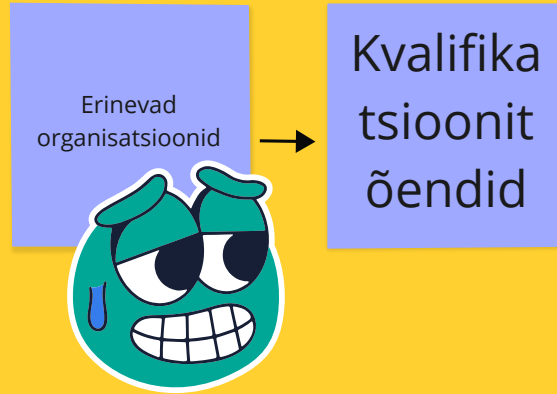 Erinevad
organisatsioonid
Kvalifika
tsioonit
õendid